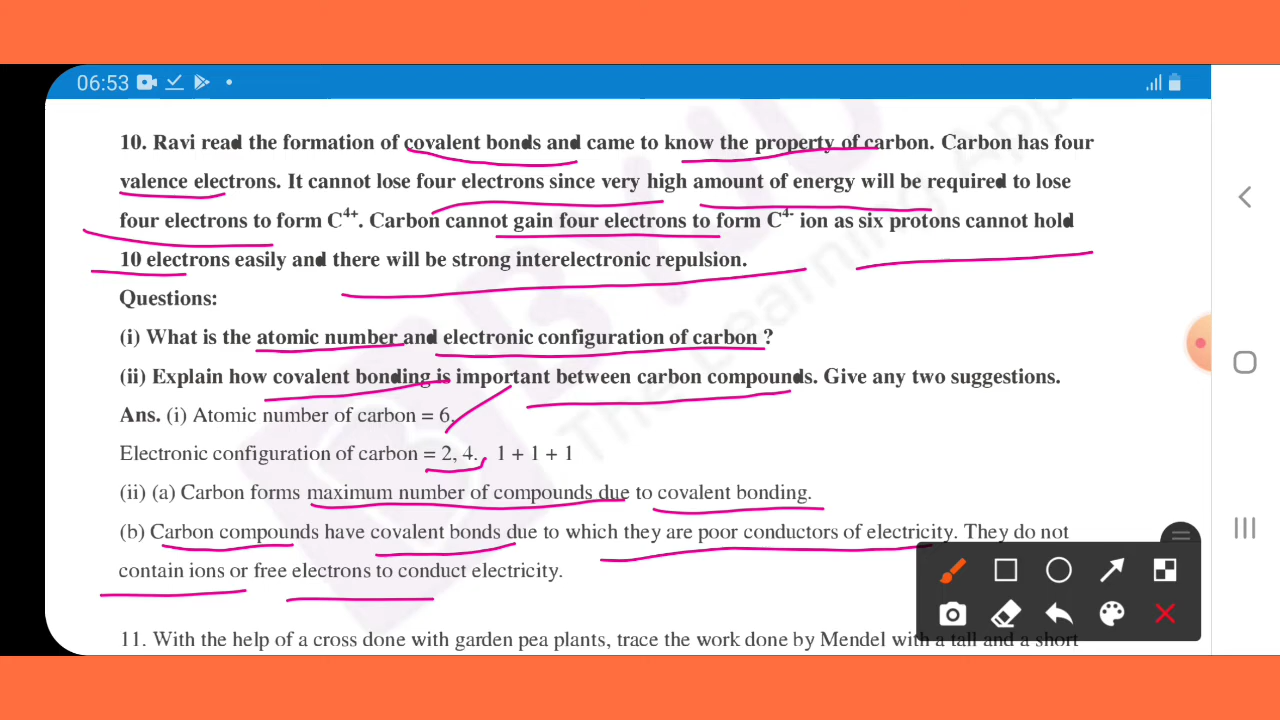 06:53
10. Ravi read the formation of covalent bonds and came to know the property of carbon. Carbon has four
valence electrons. It cannot lose four electrons since very high amount of energy will be required to lose
four electrons to form C⁴⁺. Carbon cannot gain four electrons to form C⁴⁻ ion as six protons cannot hold
10 electrons easily and there will be strong interelectronic repulsion.
Questions:
(i) What is the atomic number and electronic configuration of carbon ?
(ii) Explain how covalent bonding is important between carbon compounds. Give any two suggestions.
Ans. (i) Atomic number of carbon = 6.
Electronic configuration of carbon = 2, 4. 1 + 1 + 1
(ii) (a) Carbon forms maximum number of compounds due to covalent bonding.
(b) Carbon compounds have covalent bonds due to which they are poor conductors of electricity. They do not
contain ions or free electrons to conduct electricity.
11. With the help of a cross done with garden pea plants, trace the work done by Mendel with a tall and a short
BYJU
The Learning App